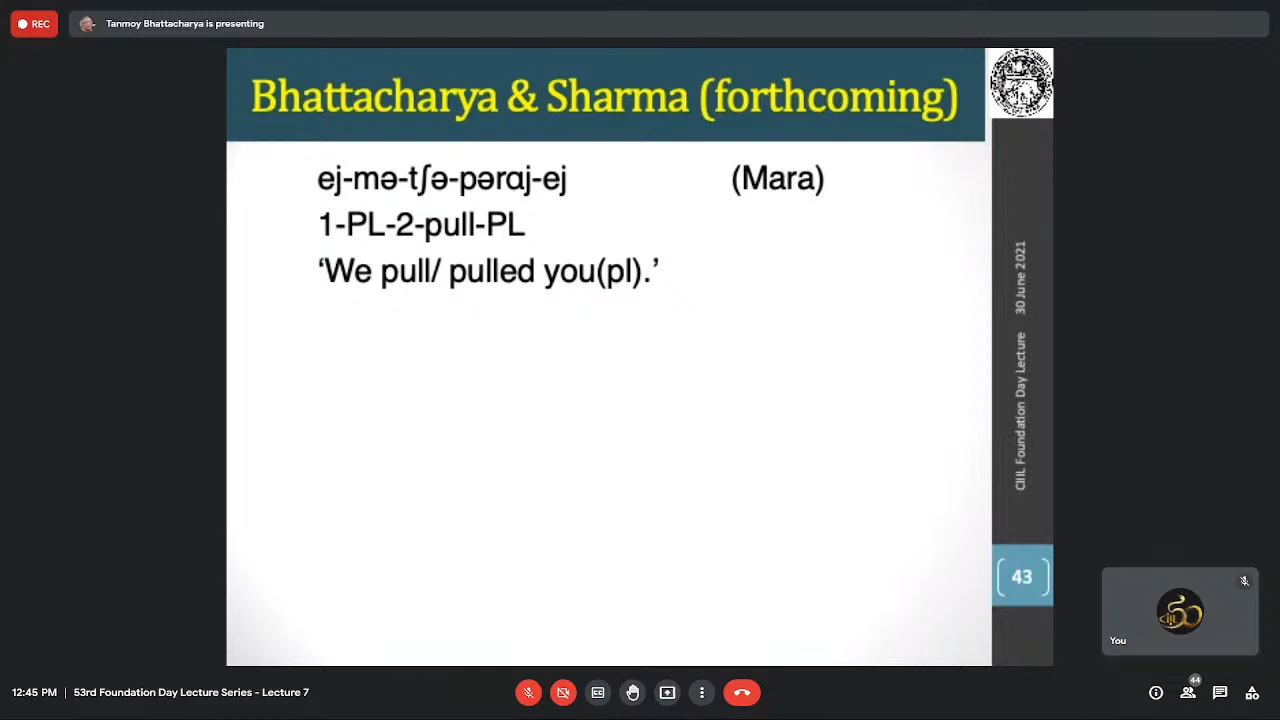 REC
Tanmoy Bhattacharya is presenting
Bhattacharya & Sharma (forthcoming)
ej-mə-tʃə-pərɑj-ej (Mara)
1-PL-2-pull-PL
‘We pull/ pulled you(pl).’
CIIL Foundation Day Lecture 30 June 2021
43
You
12:45 PM | 53rd Foundation Day Lecture Series - Lecture 7
44